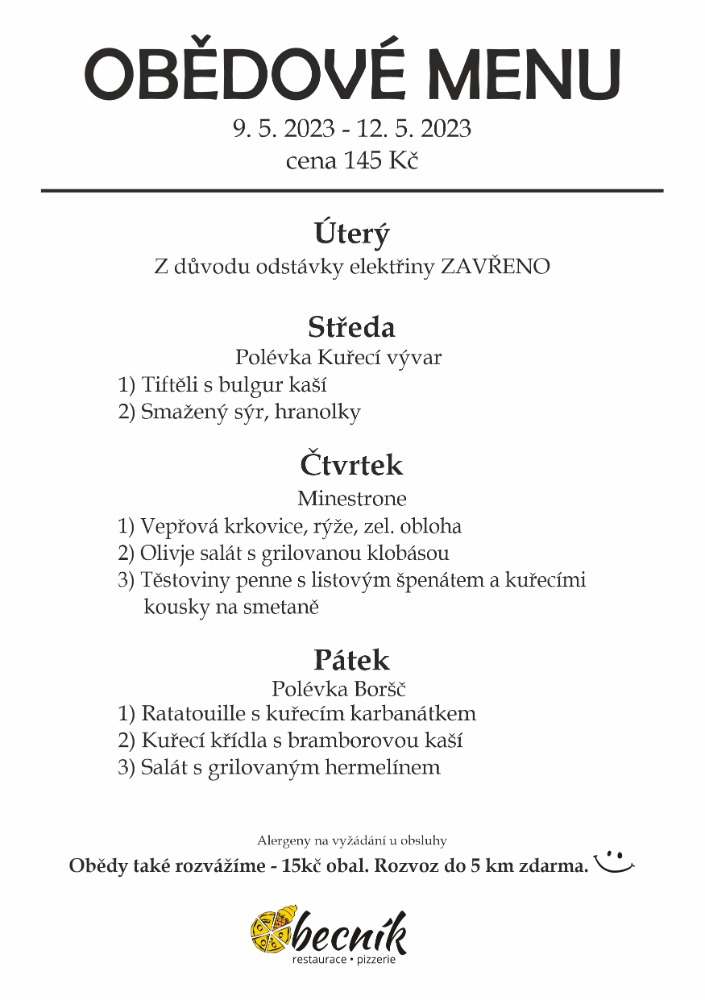 OBĚDOVÉ MENU
9. 5. 2023 - 12. 5. 2023
cena 145 Kč
Úterý
Z důvodu odstávky elektřiny ZAVŘENO
Středa
Polévka Kuřecí vývar
1) Tiftěli s bulgur kaší
2) Smažený sýr, hranolky
Čtvrtek
Minestrone
1) Vepřová krkovice, rýže, zel. obloha
2) Olivje salát s grilovanou klobásou
3) Těstoviny penne s listovým špenátem a kuřecími
kousky na smetaně
Pátek
Polévka Boršč
1) Ratatouille s kuřecím karbanátkem
2) Kuřecí křídla s bramborovou kaší
3) Salát s grilovaným hermelínem
Alergeny na vyžádání u obsluhy
Obědy také rozvážíme - 15kč obal. Rozvoz do 5 km zdarma.
Obecník
restaurace • pizzerie